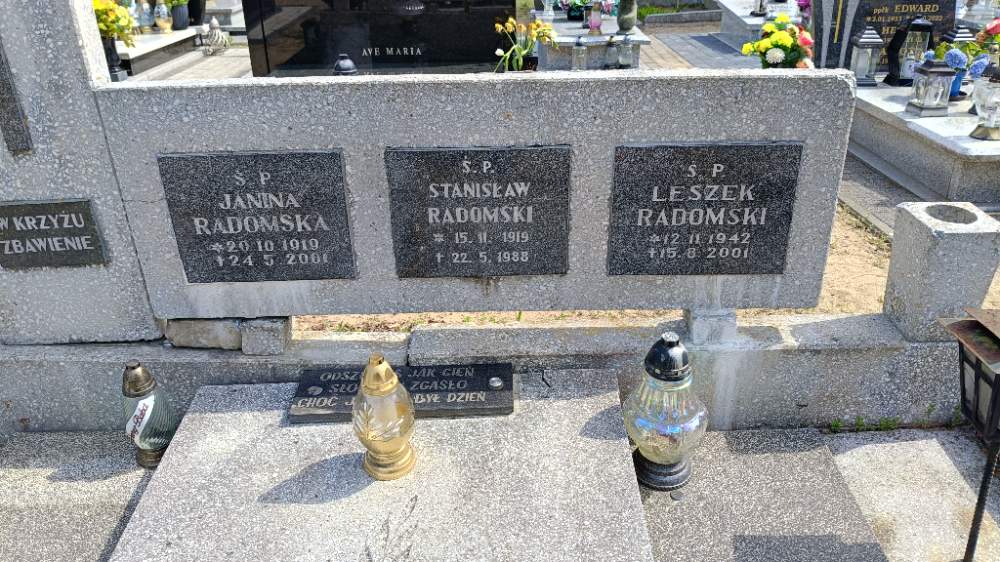 AVE MARIA
EDWARD
W KRZYŻU
ZBAWIENIE
Ś. P.
JANINA
RADOMSKA
*20 10 1919
†24 5 2001
Ś. P.
STANISŁAW
RADOMSKI
* 15. 11. 1919
† 22. 5. 1988
Ś. P.
LESZEK
RADOMSKI
*12 11 1942
†15 8 2001
JAK CIEŃ
ZGASŁO
CHOĆ BYŁ DZIEŃ